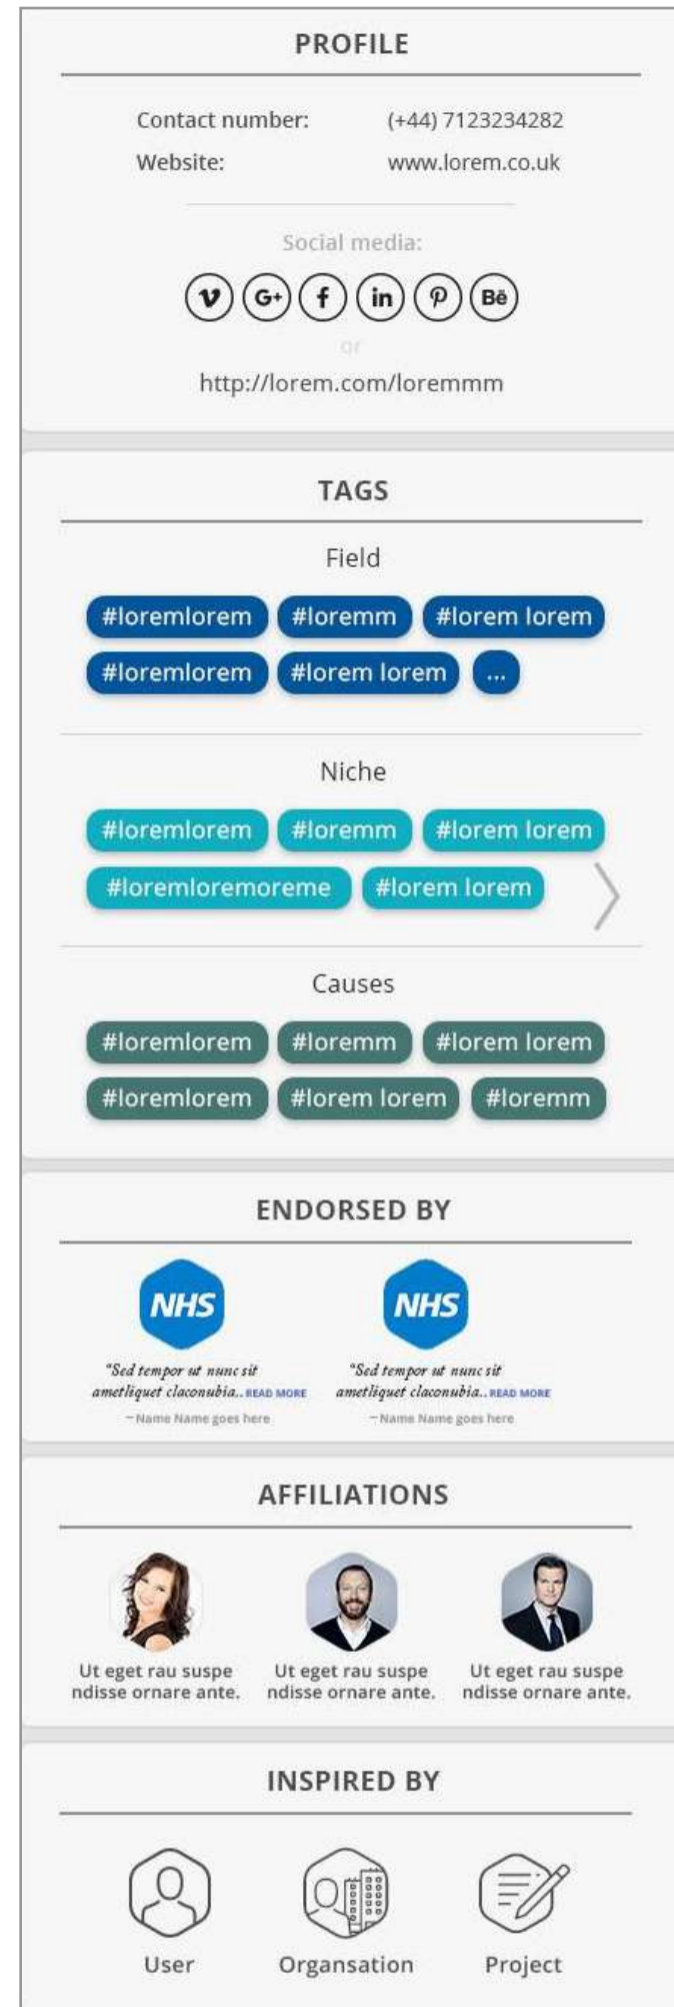 PROFILE
Contact number: (+44) 7123234282
Website: www.lorem.co.uk
Social media:
G+ f in Bē
or
http://lorem.com/loremmm
TAGS
Field
#loremlorem #loremm #lorem lorem
#loremlorem #lorem lorem ...
Niche
#loremlorem #loremm #lorem lorem
#loremloremoreme #lorem lorem
Causes
#loremlorem #loremm #lorem lorem
#loremlorem #lorem lorem #loremm
ENDORSED BY
NHS NHS
"Sed tempor ut nunc sit "Sed tempor ut nunc sit
ametliquet claconubia.. READ MORE ametliquet claconubia.. READ MORE
– Name Name goes here – Name Name goes here
AFFILIATIONS
Ut eget rau suspe Ut eget rau suspe Ut eget rau suspe
ndisse ornare ante. ndisse ornare ante. ndisse ornare ante.
INSPIRED BY
User Organsation Project